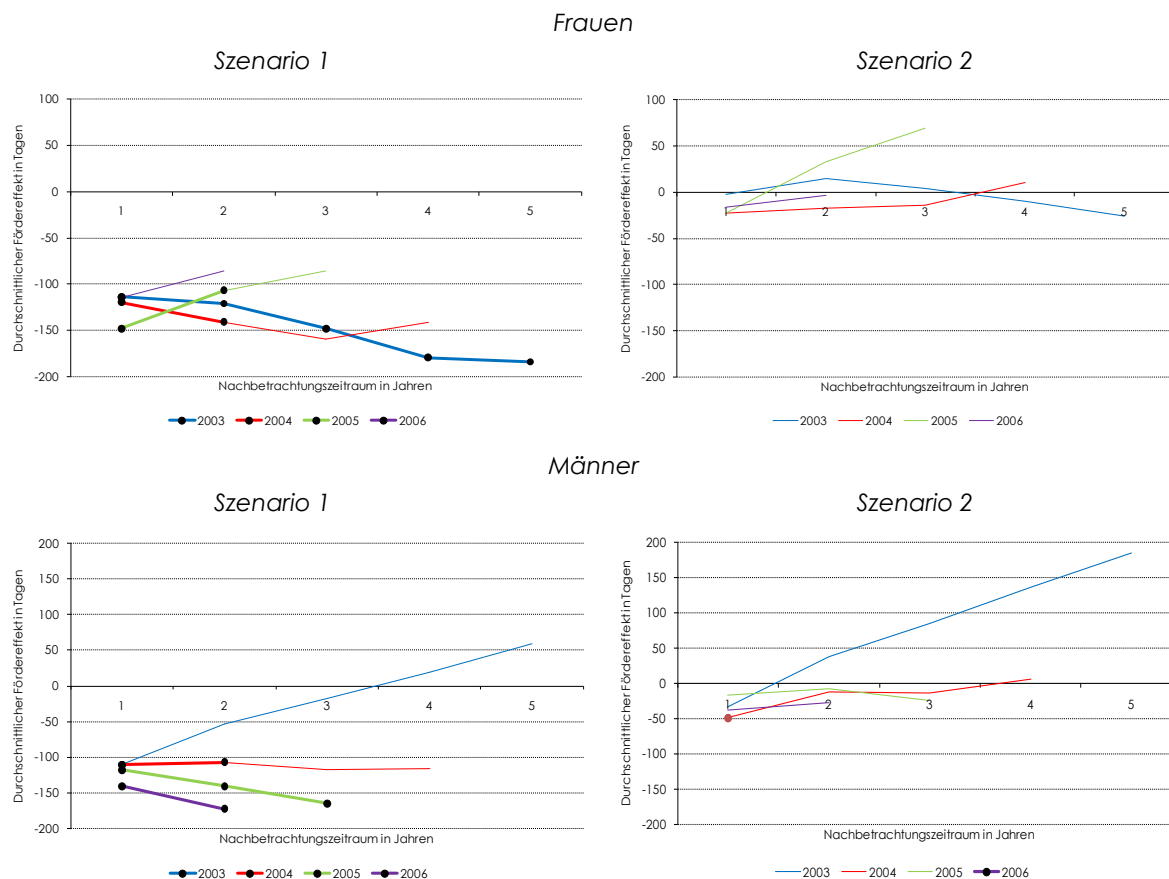 Frauen
Szenario 1
Szenario 2
Durchschnittlicher Fördereffekt in Tagen
100
50
0
-50
-100
-150
-200
1 2 3 4 5
Nachbetrachtungszeitraum in Jahren
2003 2004 2005 2006
Durchschnittlicher Fördereffekt in Tagen
100
50
0
-50
-100
-150
-200
1 2 3 4 5
Nachbetrachtungszeitraum in Jahren
2003 2004 2005 2006
Männer
Szenario 1
Szenario 2
Durchschnittlicher Fördereffekt in Tagen
200
150
100
50
0
-50
-100
-150
-200
1 2 3 4 5
Nachbetrachtungszeitraum in Jahren
2003 2004 2005 2006
Durchschnittlicher Fördereffekt in Tagen
200
150
100
50
0
-50
-100
-150
-200
1 2 3 4 5
Nachbetrachtungszeitraum in Jahren
2003 2004 2005 2006